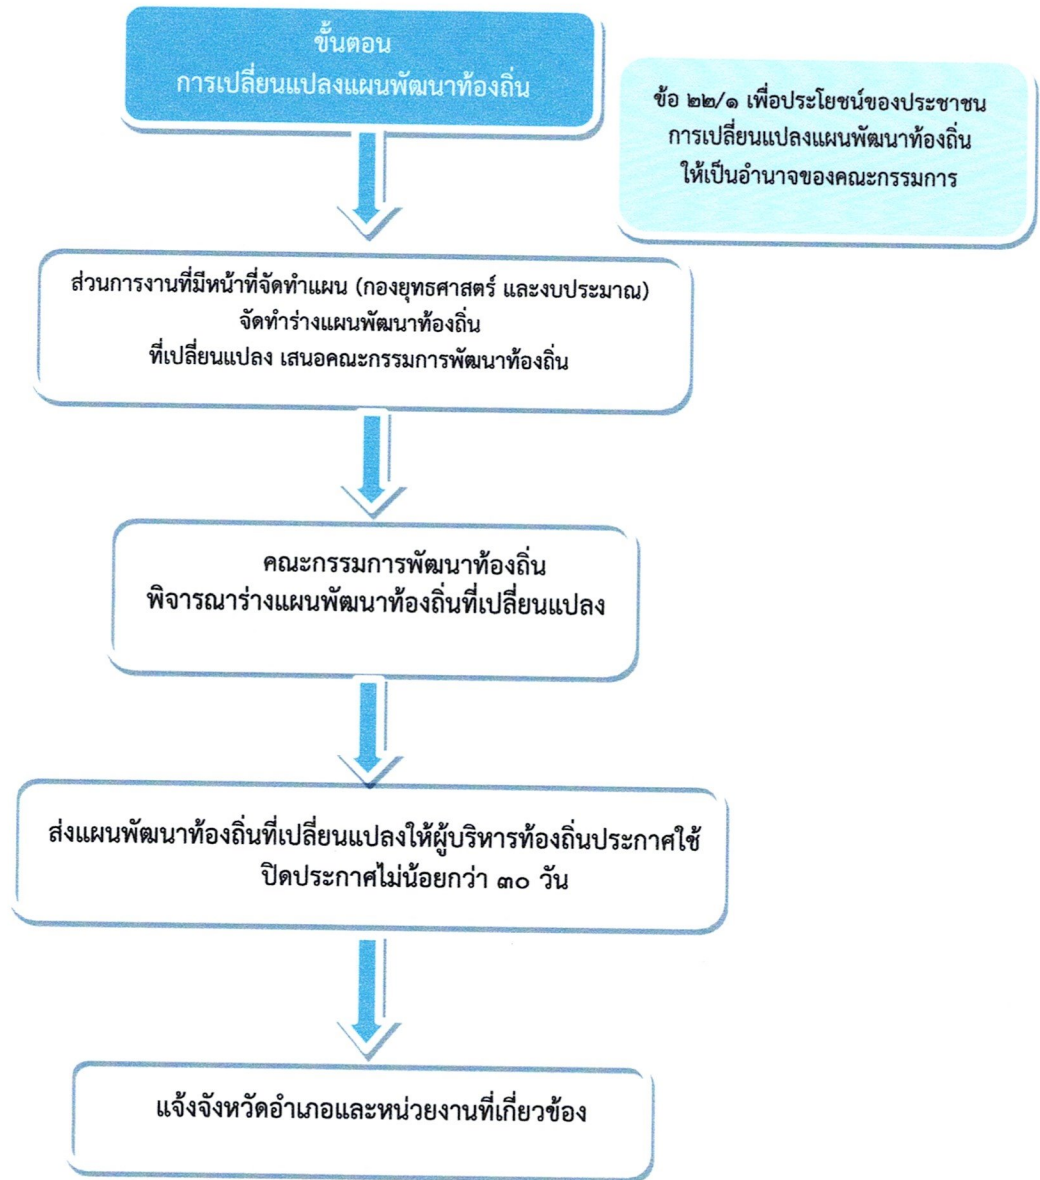 ขั้นตอน
การเปลี่ยนแปลงแผนพัฒนาท้องถิ่น
ข้อ ๒๒/๑ เพื่อประโยชน์ของประชาชน
การเปลี่ยนแปลงแผนพัฒนาท้องถิ่น
ให้เป็นอำนาจของคณะกรรมการ
ส่วนการงานที่มีหน้าที่จัดทำแผน (กองยุทธศาสตร์ และงบประมาณ)
จัดทำร่างแผนพัฒนาท้องถิ่น
ที่เปลี่ยนแปลง เสนอคณะกรรมการพัฒนาท้องถิ่น
คณะกรรมการพัฒนาท้องถิ่น
พิจารณาร่างแผนพัฒนาท้องถิ่นที่เปลี่ยนแปลง
ส่งแผนพัฒนาท้องถิ่นที่เปลี่ยนแปลงให้ผู้บริหารท้องถิ่นประกาศใช้
ปิดประกาศไม่น้อยกว่า ๓๐ วัน
แจ้งจังหวัดอำเภอและหน่วยงานที่เกี่ยวข้อง